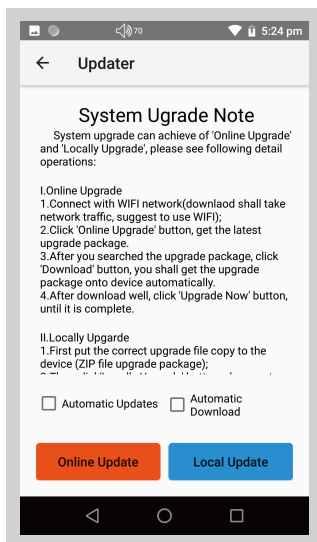 70
5:24 pm
Updater
System Ugrade Note
System upgrade can achieve of 'Online Upgrade'
and 'Locally Upgrade', please see following detail
operations:
I.Online Upgrade
1.Connect with WIFI network(downlaod shall take
network traffic, suggest to use WIFI);
2.Click 'Online Upgrade' button, get the latest
upgrade package.
3.After you searched the upgrade package, click
'Download' button, you shall get the upgrade
package onto device automatically.
4.After download well, click 'Upgrade Now' button,
until it is complete.
II.Locally Upgarde
1.First put the correct upgrade file copy to the
device (ZIP file upgrade package);
Automatic Updates
Automatic
Download
Online Update
Local Update